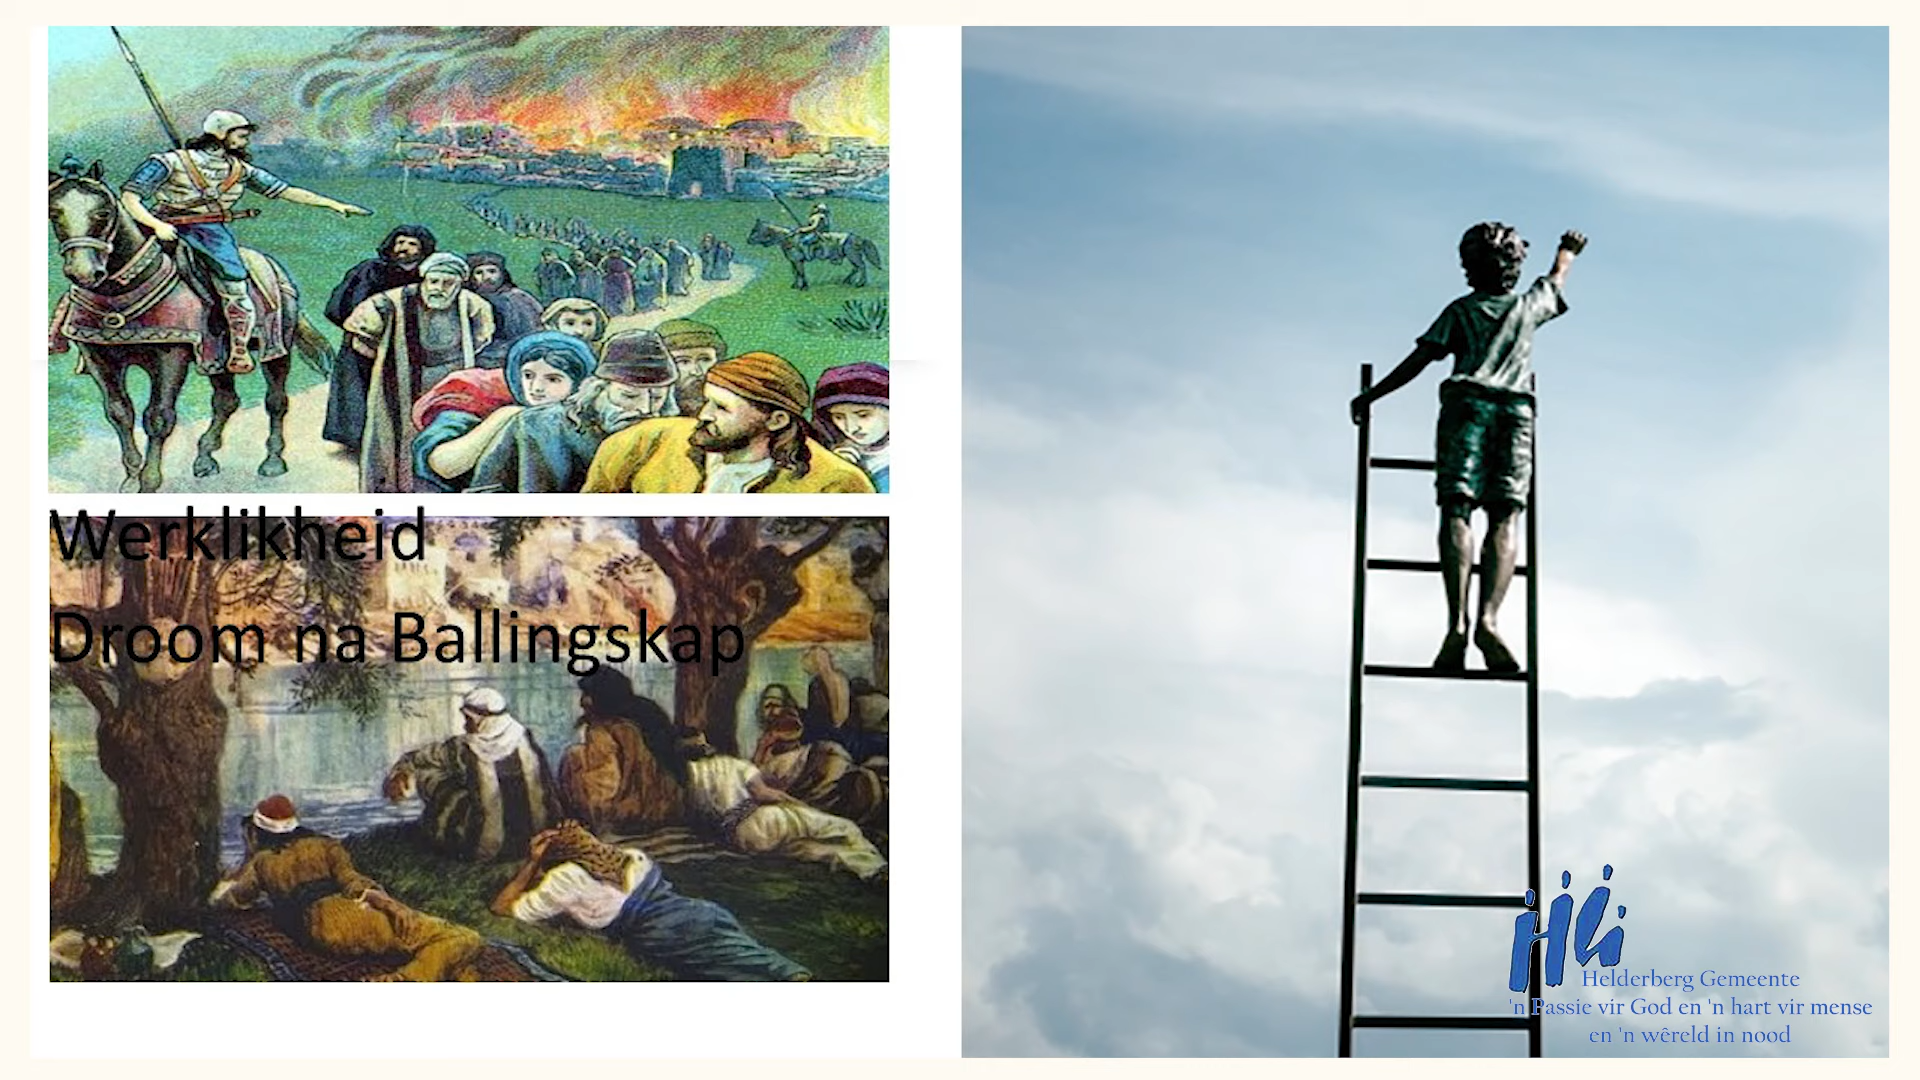 Werklikheid
Droom na Ballingskap
Helderberg Gemeente
'n Passie vir God en 'n hart vir mense
en 'n wêreld in nood